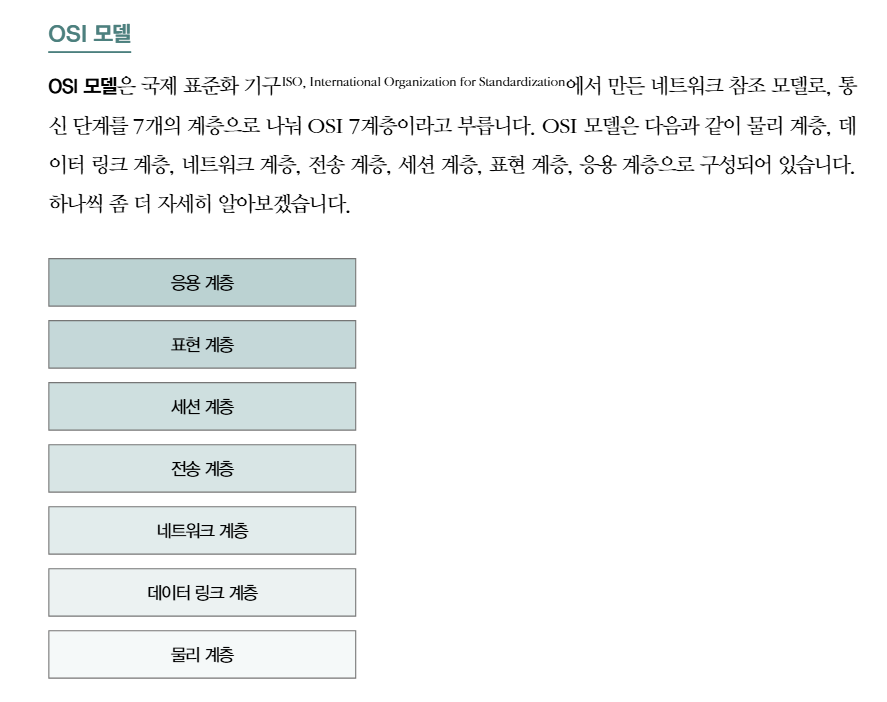 OSI 모델
OSI 모델은 국제 표준화 기구ISO, International Organization for Standardization에서 만든 네트워크 참조 모델로, 통
신 단계를 7개의 계층으로 나눠 OSI 7계층이라고 부릅니다. OSI 모델은 다음과 같이 물리 계층, 데
이터 링크 계층, 네트워크 계층, 전송 계층, 세션 계층, 표현 계층, 응용 계층으로 구성되어 있습니다.
하나씩 좀 더 자세히 알아보겠습니다.
응용 계층
표현 계층
세션 계층
전송 계층
네트워크 계층
데이터 링크 계층
물리 계층